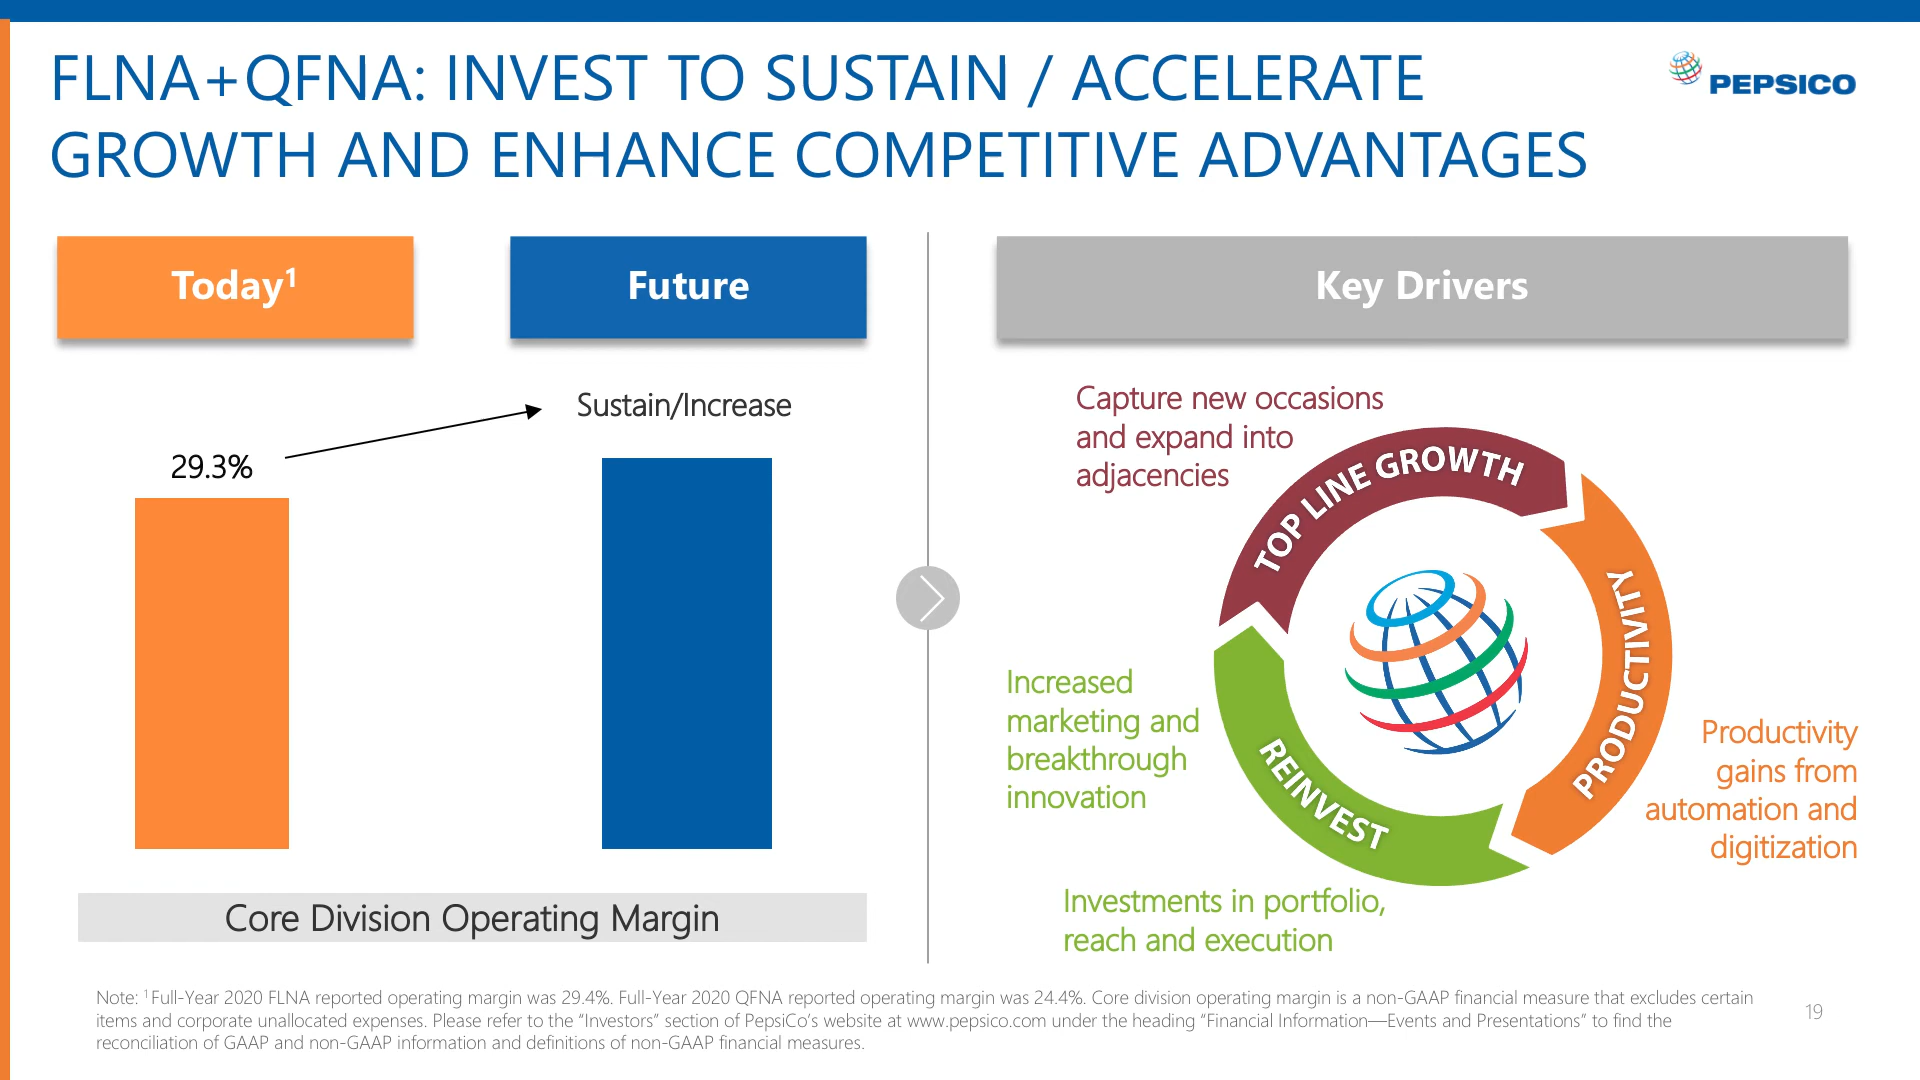 FLNA+QFNA: INVEST TO SUSTAIN / ACCELERATE
GROWTH AND ENHANCE COMPETITIVE ADVANTAGES
PEPSICO
Today¹
Future
Key Drivers
Sustain/Increase
29.3%
Core Division Operating Margin
Capture new occasions
and expand into
adjacencies
TOP LINE GROWTH
PRODUCTIVITY
REINVEST
Increased
marketing and
breakthrough
innovation
Productivity
gains from
automation and
digitization
Investments in portfolio,
reach and execution
Note: ¹Full-Year 2020 FLNA reported operating margin was 29.4%. Full-Year 2020 QFNA reported operating margin was 24.4%. Core division operating margin is a non-GAAP financial measure that excludes certain
items and corporate unallocated expenses. Please refer to the “Investors” section of PepsiCo’s website at www.pepsico.com under the heading “Financial Information—Events and Presentations” to find the
reconciliation of GAAP and non-GAAP information and definitions of non-GAAP financial measures.
19